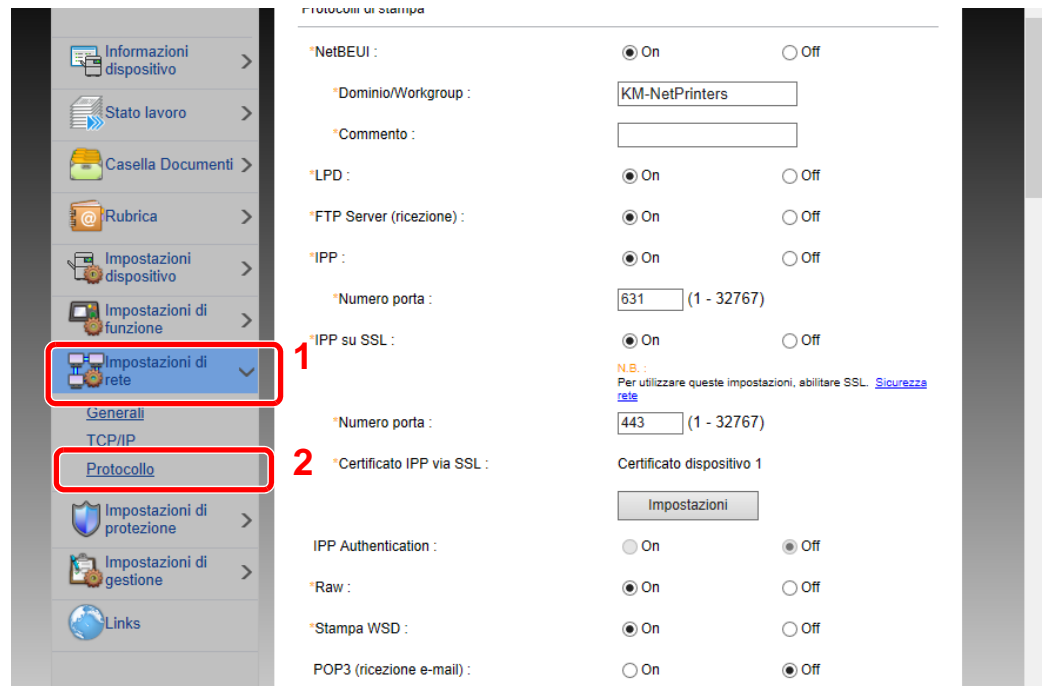 Protocolli di stampa
Informazioni
dispositivo
Stato lavoro
Casella Documenti
Rubrica
Impostazioni
dispositivo
Impostazioni di
funzione
Impostazioni di
rete
1
Generali
TCP/IP
Protocollo
2
Impostazioni di
protezione
Impostazioni di
gestione
Links
*NetBEUI : On Off
*Dominio/Workgroup : KM-NetPrinters
*Commento :
*LPD : On Off
*FTP Server (ricezione) : On Off
*IPP : On Off
*Numero porta : 631 (1 - 32767)
*IPP su SSL : On Off
N.B. :
Per utilizzare queste impostazioni, abilitare SSL. Sicurezza
rete
*Numero porta : 443 (1 - 32767)
*Certificato IPP via SSL : Certificato dispositivo 1
Impostazioni
IPP Authentication : On Off
*Raw : On Off
*Stampa WSD : On Off
POP3 (ricezione e-mail) : On Off